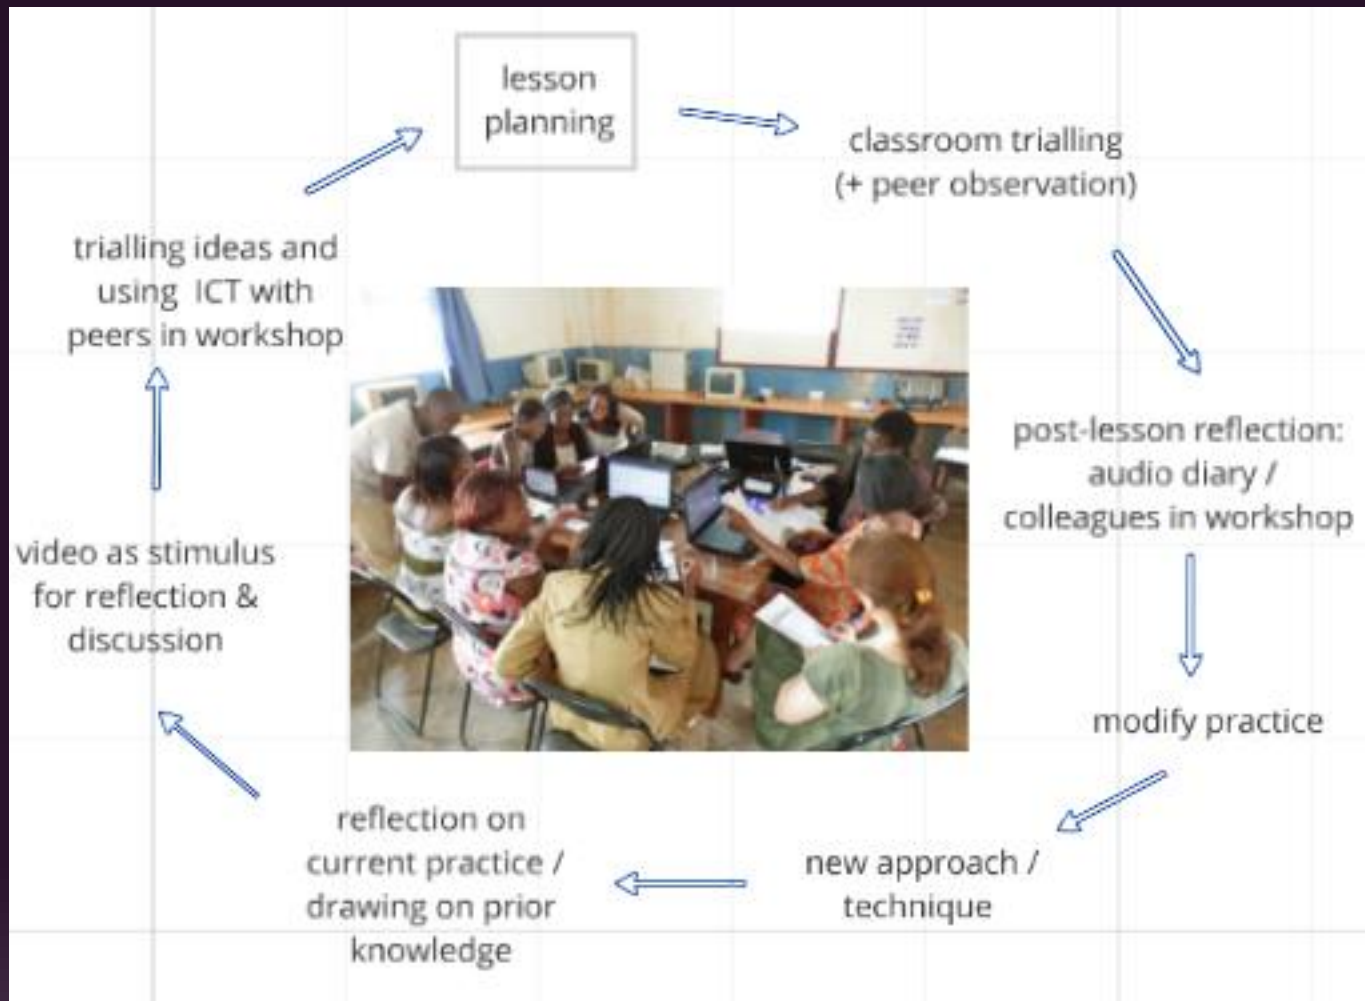 lesson
planning
classroom trialling
(+ peer observation)
post-lesson reflection:
audio diary /
colleagues in workshop
modify practice
new approach /
technique
reflection on
current practice /
drawing on prior
knowledge
video as stimulus
for reflection &
discussion
trialling ideas and
using ICT with
peers in workshop